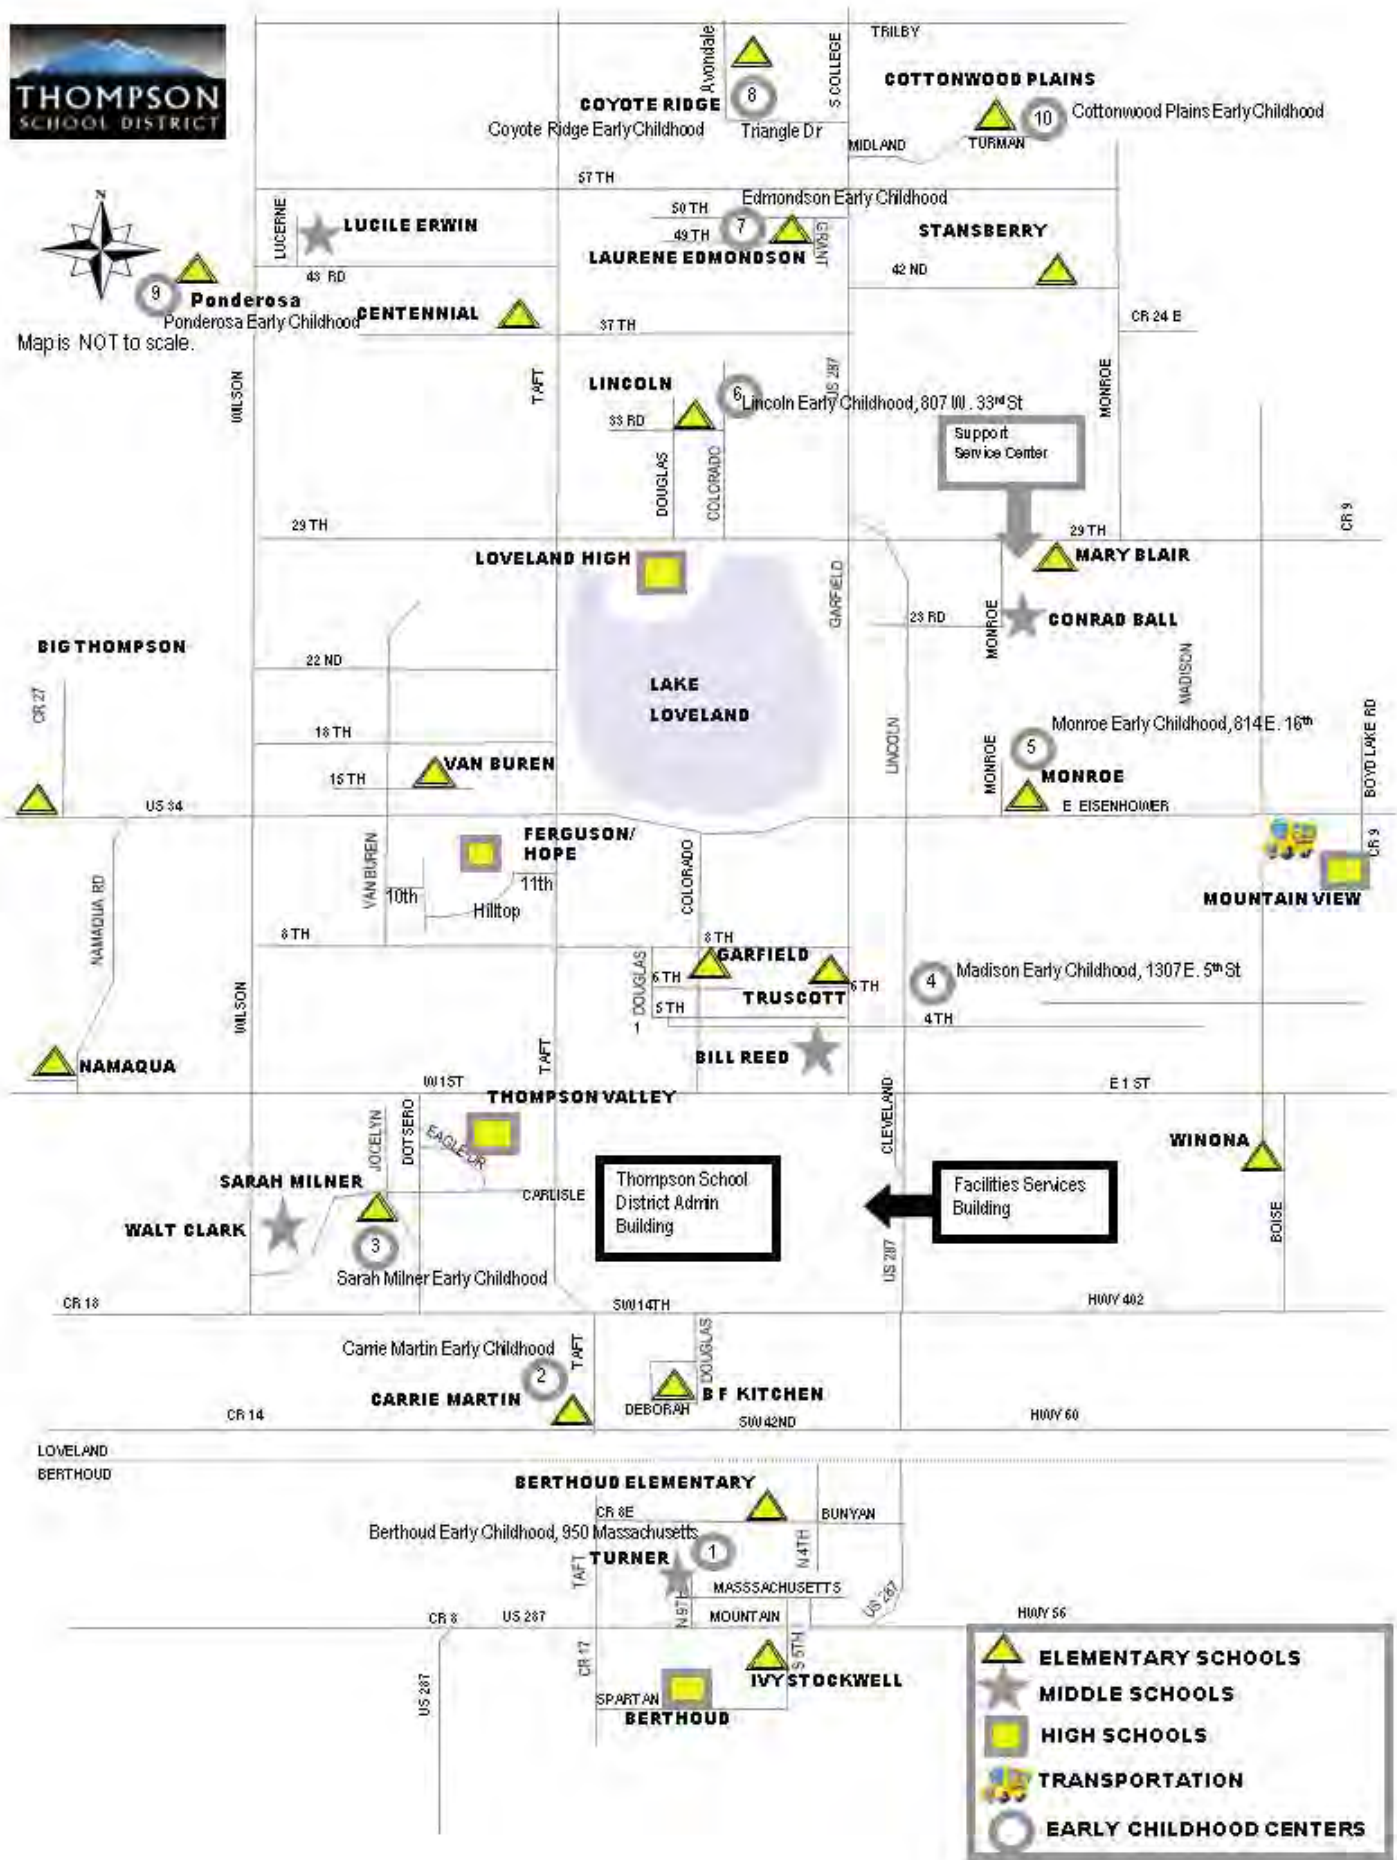 THOMPSON
SCHOOL DISTRICT
N
Map is NOT to scale.
TRILBY
Avondale
S COLLEGE
COTTONWOOD PLAINS
8
COYOTE RIDGE
Coyote Ridge Early Childhood
Triangle Dr
10
Cottonwood Plains Early Childhood
MIDLAND
TURMAN
57 TH
Edmondson Early Childhood
50 TH
49 TH
7
GRANT
LAURENE EDMONDSON
STANSBERRY
LUCERNE
LUCILE ERWIN
43 RD
42 ND
9
Ponderosa
Ponderosa Early Childhood
CENTENNIAL
37 TH
CR 24 E
WILSON
TAFT
US 287
MONROE
LINCOLN
6
Lincoln Early Childhood, 807 W. 33rd St
33 RD
DOUGLAS
COLORADO
Support
Service Center
29 TH
29 TH
CR 9
LOVELAND HIGH
GARFIELD
MARY BLAIR
23 RD
MONROE
CONRAD BALL
BIG THOMPSON
CR 27
22 ND
LAKE
LOVELAND
MADISON
LINCOLN
Monroe Early Childhood, 814 E. 16th
5
MONROE
MONROE
BOYD LAKE RD
18 TH
15 TH
VAN BUREN
US 34
E EISENHOWER
FERGUSON/
HOPE
VAN BUREN
10th
11th
Hilltop
COLORADO
CR 9
MOUNTAIN VIEW
NAMAQUA RD
8 TH
8 TH
GARFIELD
DOUGLAS
6 TH
TRUSCOTT
6 TH
4
Madison Early Childhood, 1307 E. 5th St
5 TH
1
4 TH
WILSON
TAFT
BILL REED
NAMAQUA
W 1ST
E 1 ST
THOMPSON VALLEY
JOCELYN
DOTSERO
EAGLE DR
CLEVELAND
WINONA
SARAH MILNER
CARLISLE
WALT CLARK
3
Sarah Milner Early Childhood
Thompson School
District Admin
Building
Facilities Services
Building
US 287
BOISE
CR 18
SW 14TH
HWY 402
Carrie Martin Early Childhood
2
TAFT
DOUGLAS
CARRIE MARTIN
B F KITCHEN
DEBORAH
CR 14
SW 42ND
HWY 60
LOVELAND
BERTHOUD
BERTHOUD ELEMENTARY
CR 8E
BUNYAN
Berthoud Early Childhood, 950 Massachusetts
TURNER
1
N 4TH
TAFT
MASSSACHUSETTS
US 287
N 9TH
MOUNTAIN
CR 8
US 287
HWY 56
CR 17
S 5TH
IVY STOCKWELL
US 287
SPARTAN
BERTHOUD
ELEMENTARY SCHOOLS
MIDDLE SCHOOLS
HIGH SCHOOLS
TRANSPORTATION
EARLY CHILDHOOD CENTERS